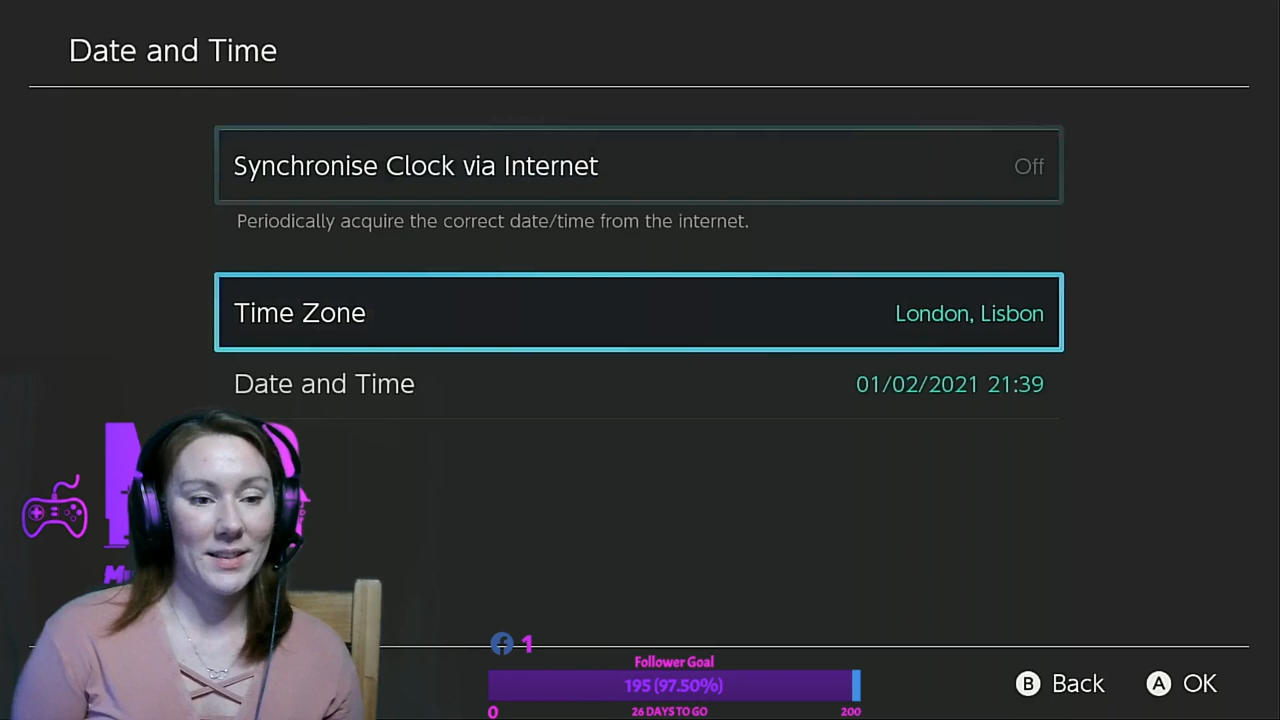 Date and Time
Synchronise Clock via Internet Off
Periodically acquire the correct date/time from the internet.
Time Zone London, Lisbon
Date and Time 01/02/2021 21:39
1
Follower Goal
195 (97.50%)
0 26 DAYS TO GO 200
B Back A OK